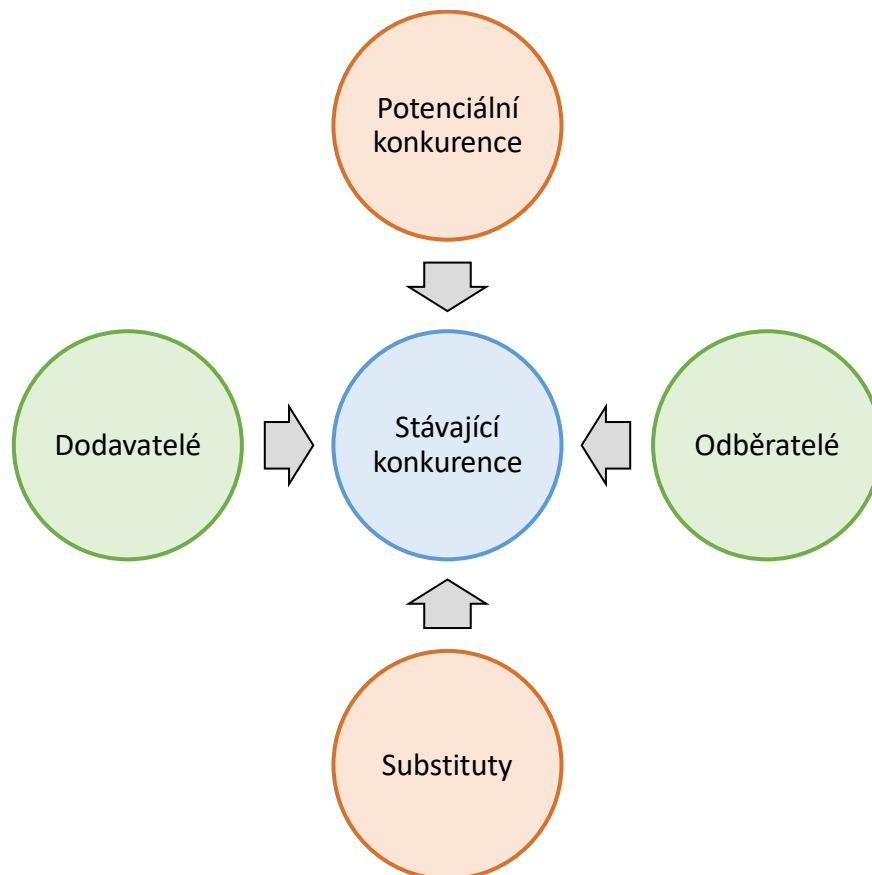 Potenciální
konkurence
Dodavatelé
Stávající
konkurence
Odběratelé
Substituty